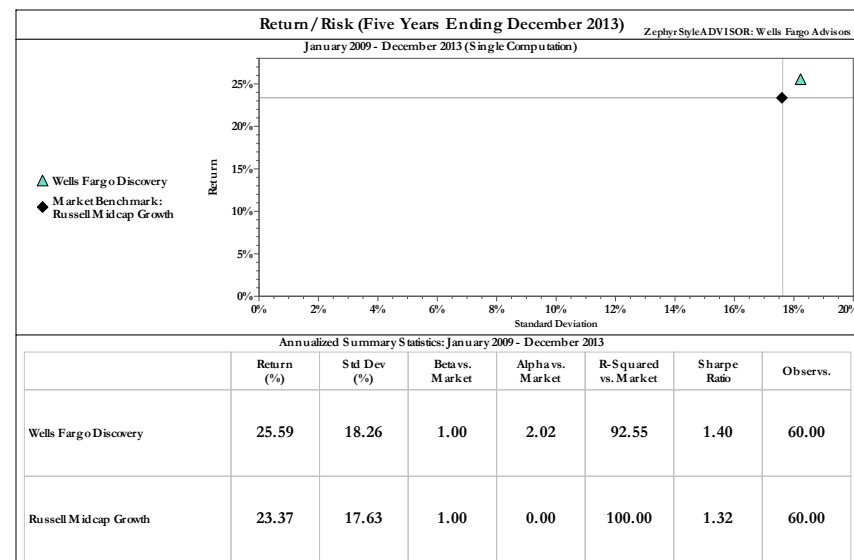 Return/Risk (Five Years Ending December 2013)
Zephyr StyleADVISOR: Wells Fargo Advisors
January 2009 - December 2013 (Single Computation)
25%
20%
15%
10%
5%
0%
Return
Wells Fargo Discovery
Market Benchmark:
Russell Midcap Growth
0% 2% 4% 6% 8% 10% 12% 14% 16% 18% 20%
Standard Deviation
Annualized Summary Statistics: January 2009 - December 2013
Return (%) Std Dev (%) Beta vs. Market Alpha vs. Market R-Squared vs. Market Sharpe Ratio Observs.
Wells Fargo Discovery 25.59 18.26 1.00 2.02 92.55 1.40 60.00
Russell Midcap Growth 23.37 17.63 1.00 0.00 100.00 1.32 60.00